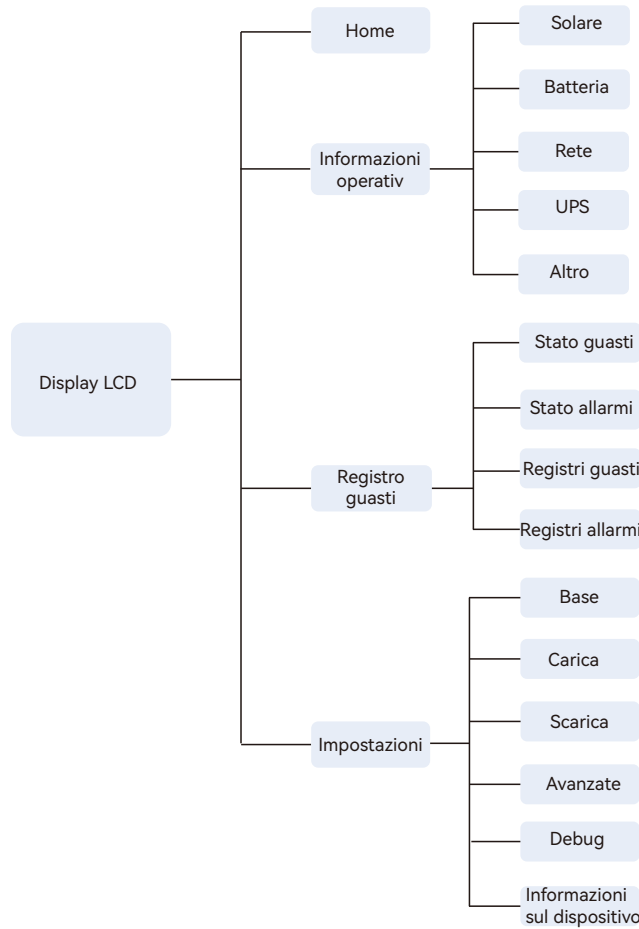 Display LCD
Home
Informazioni
operativ
Solare
Batteria
Rete
UPS
Altro
Registro
guasti
Stato guasti
Stato allarmi
Registri guasti
Registri allarmi
Impostazioni
Base
Carica
Scarica
Avanzate
Debug
Informazioni
sul dispositivo